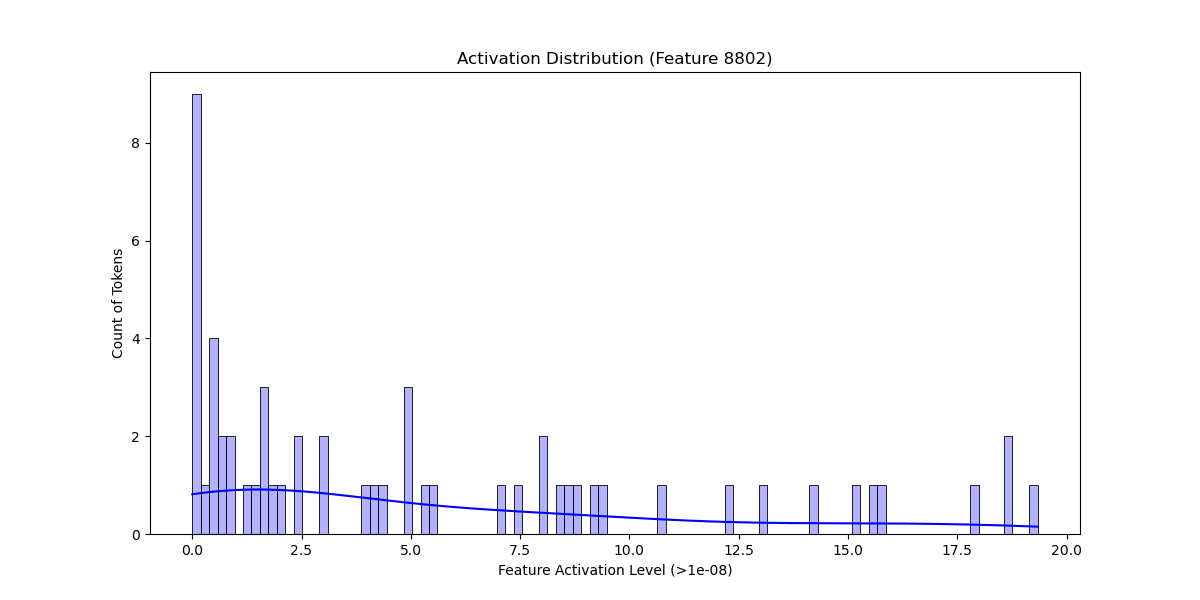 Activation Distribution (Feature 8802)
8
6
4
2
0
Count of Tokens
0.0 2.5 5.0 7.5 10.0 12.5 15.0 17.5 20.0
Feature Activation Level (>1e-08)